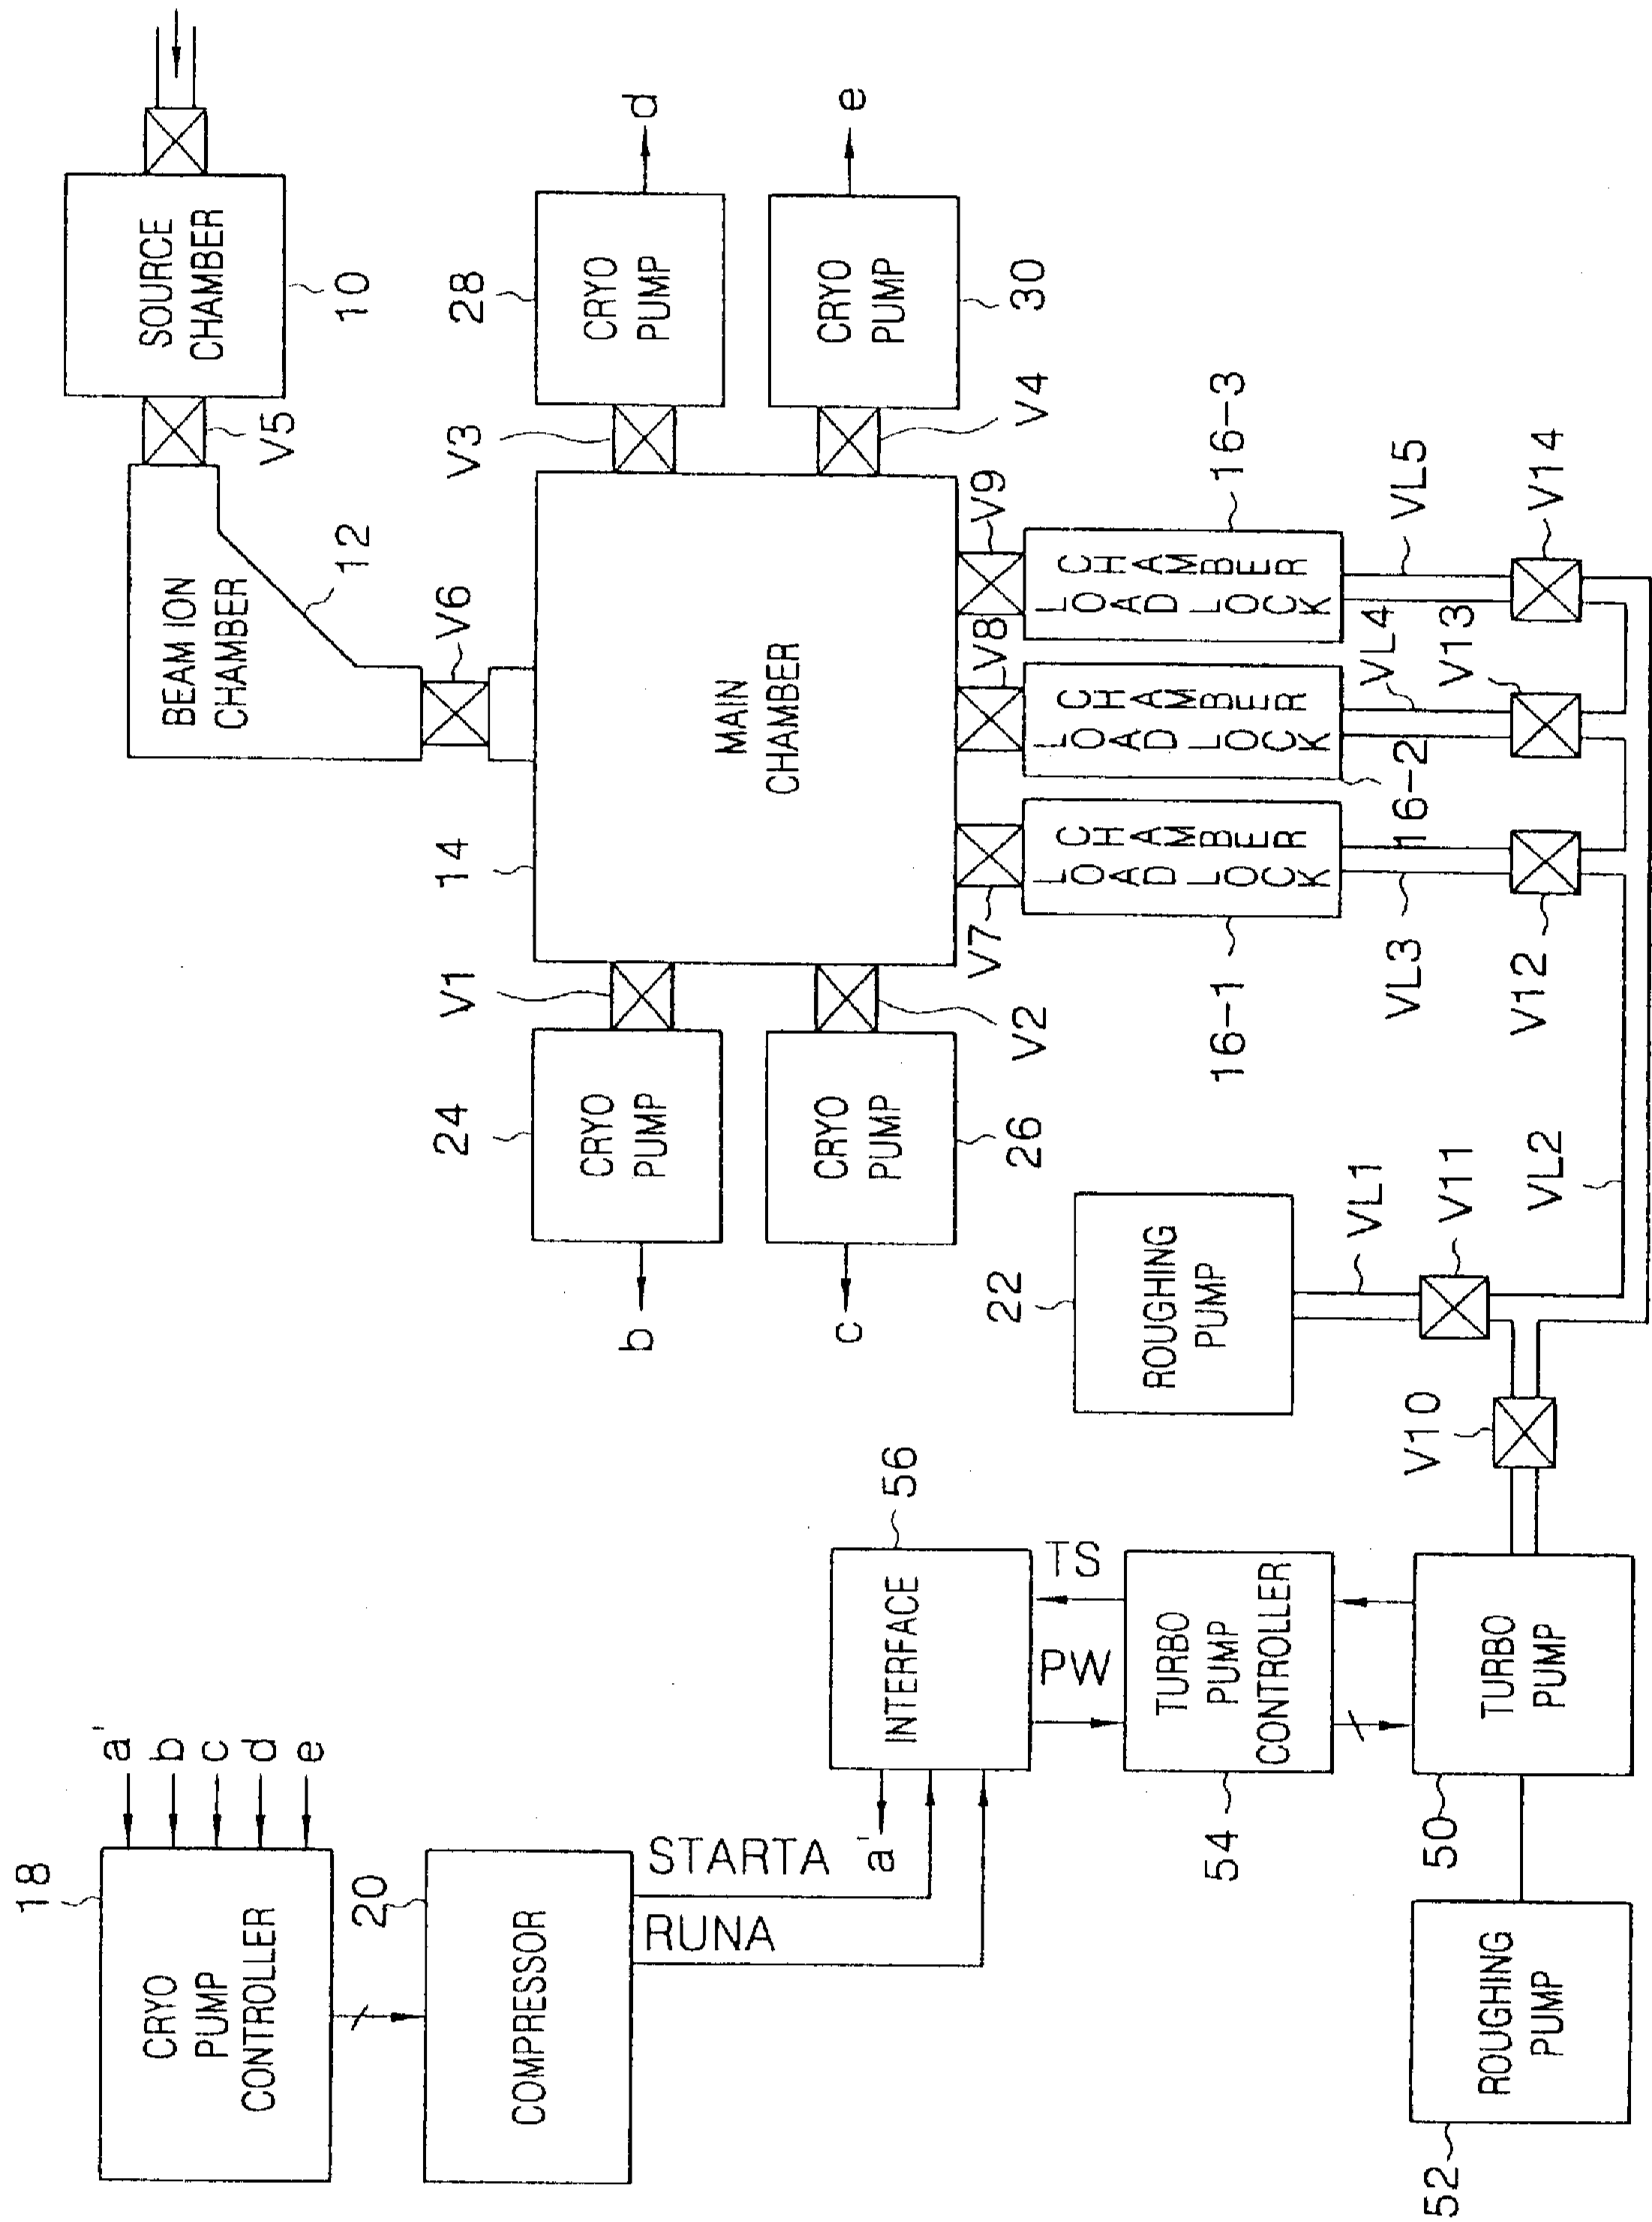 SOURCE
CHAMBER
10
V5
BEAM ION
CHAMBER
12
V6
14
MAIN
CHAMBER
V1
24
CRYO
PUMP
b
V2
26
CRYO
PUMP
c
V3
28
CRYO
PUMP
d
V4
30
CRYO
PUMP
e
V7
V8
V9
LOAD LOCK
CHAMBER
16-1
LOAD LOCK
CHAMBER
16-2
LOAD LOCK
CHAMBER
16-3
VL3
VL4
VL5
V12
V13
V14
VL2
22
ROUGHING
PUMP
VL1
V11
V10
18
CRYO
PUMP
CONTROLLER
a'
b
c
d
e
20
COMPRESSOR
STARTA
RUNA
a'
INTERFACE
56
PW
TS
TURBO
PUMP
CONTROLLER
54
TURBO
PUMP
50
ROUGHING
PUMP
52